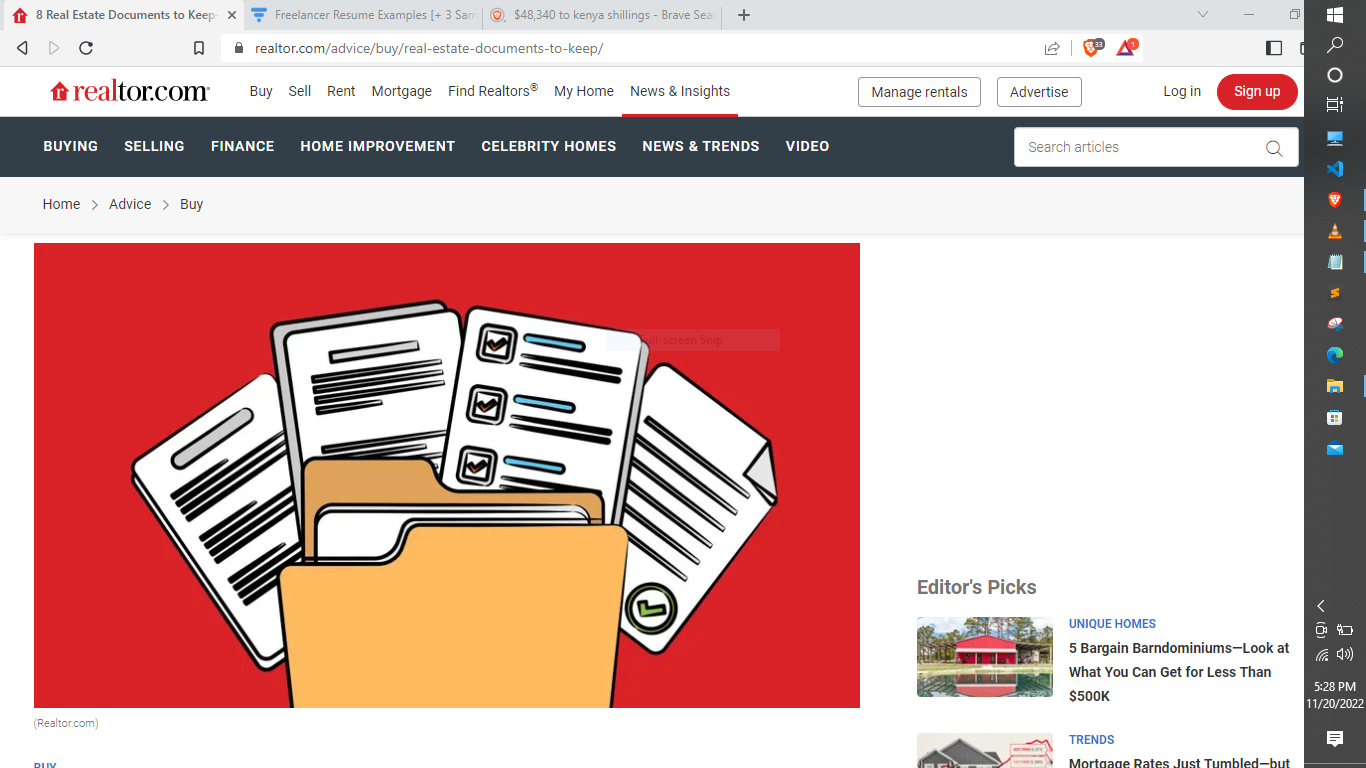 8 Real Estate Documents to Keep
Freelancer Resume Examples [+ 3 Sam
$48,340 to kenya shillings - Brave Sear
realtor.com/advice/buy/real-estate-documents-to-keep/
33
1
realtor.com®
Buy
Sell
Rent
Mortgage
Find Realtors®
My Home
News & Insights
Manage rentals
Advertise
Log in
Sign up
BUYING
SELLING
FINANCE
HOME IMPROVEMENT
CELEBRITY HOMES
NEWS & TRENDS
VIDEO
Search articles
Home
Advice
Buy
Full-screen Snip
(Realtor.com)
BUY
Editor's Picks
UNIQUE HOMES
5 Bargain Barndominiums—Look at
What You Can Get for Less Than
$500K
TRENDS
Mortgage Rates Just Tumbled—but
5:28 PM
11/20/2022